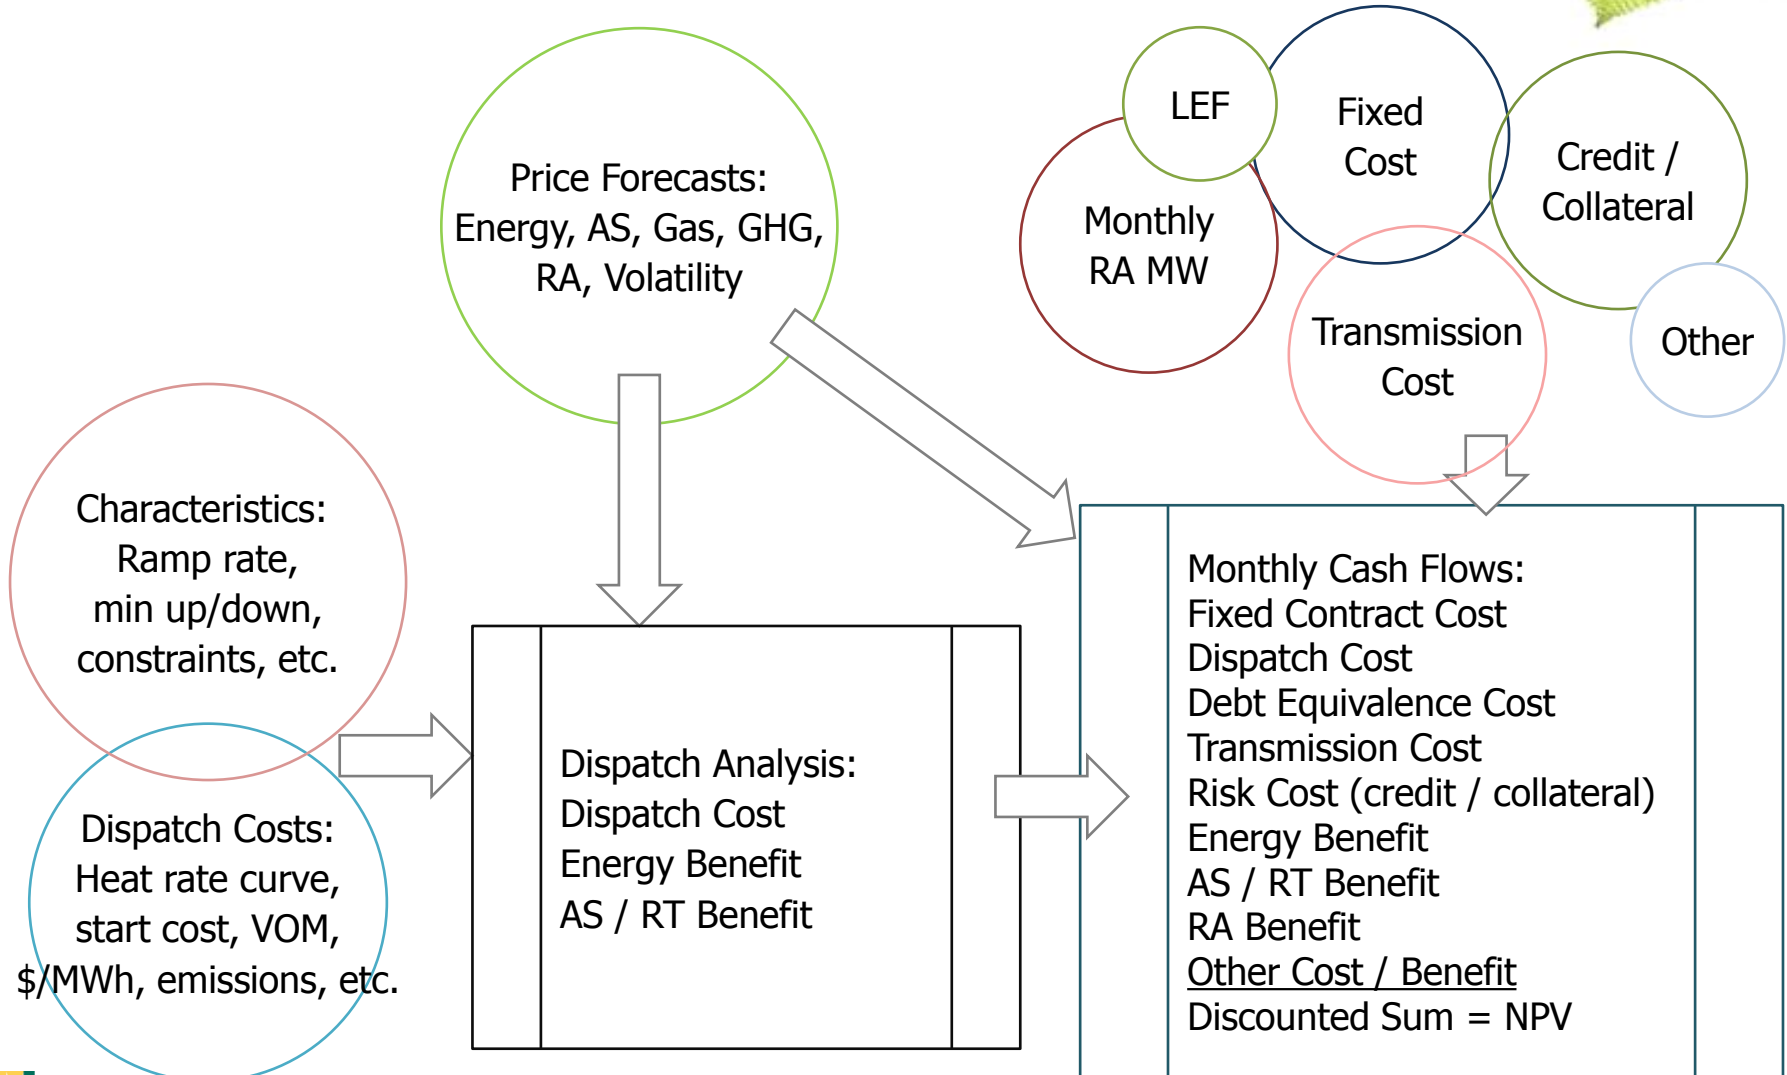 Price Forecasts:
Energy, AS, Gas, GHG,
RA, Volatility
LEF
Fixed
Cost
Credit /
Collateral
Monthly
RA MW
Transmission
Cost
Other
Characteristics:
Ramp rate,
min up/down,
constraints, etc.
Dispatch Costs:
Heat rate curve,
start cost, VOM,
$/MWh, emissions, etc.
Dispatch Analysis:
Dispatch Cost
Energy Benefit
AS / RT Benefit
Monthly Cash Flows:
Fixed Contract Cost
Dispatch Cost
Debt Equivalence Cost
Transmission Cost
Risk Cost (credit / collateral)
Energy Benefit
AS / RT Benefit
RA Benefit
Other Cost / Benefit
Discounted Sum = NPV